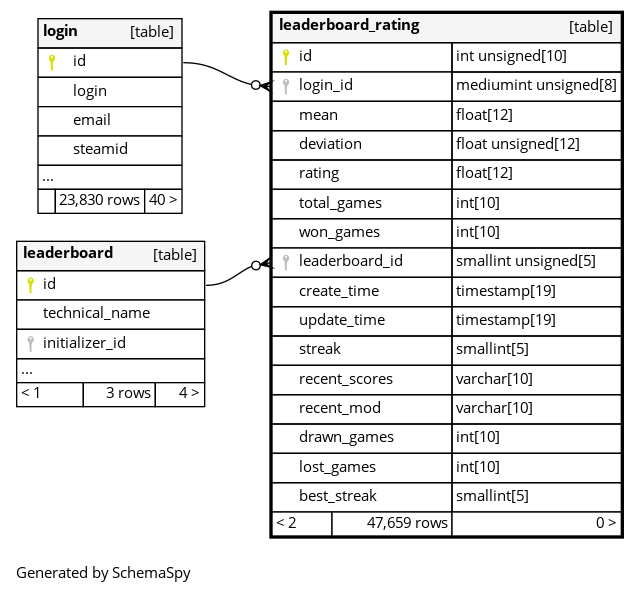 login [table]
id
login
email
steamid
...
23,830 rows 40 >
leaderboard [table]
id
technical_name
initializer_id
...
< 1 3 rows 4 >
leaderboard_rating [table]
id int unsigned[10]
login_id mediumint unsigned[8]
mean float[12]
deviation float unsigned[12]
rating float[12]
total_games int[10]
won_games int[10]
leaderboard_id smallint unsigned[5]
create_time timestamp[19]
update_time timestamp[19]
streak smallint[5]
recent_scores varchar[10]
recent_mod varchar[10]
drawn_games int[10]
lost_games int[10]
best_streak smallint[5]
< 2 47,659 rows 0 >
Generated by SchemaSpy